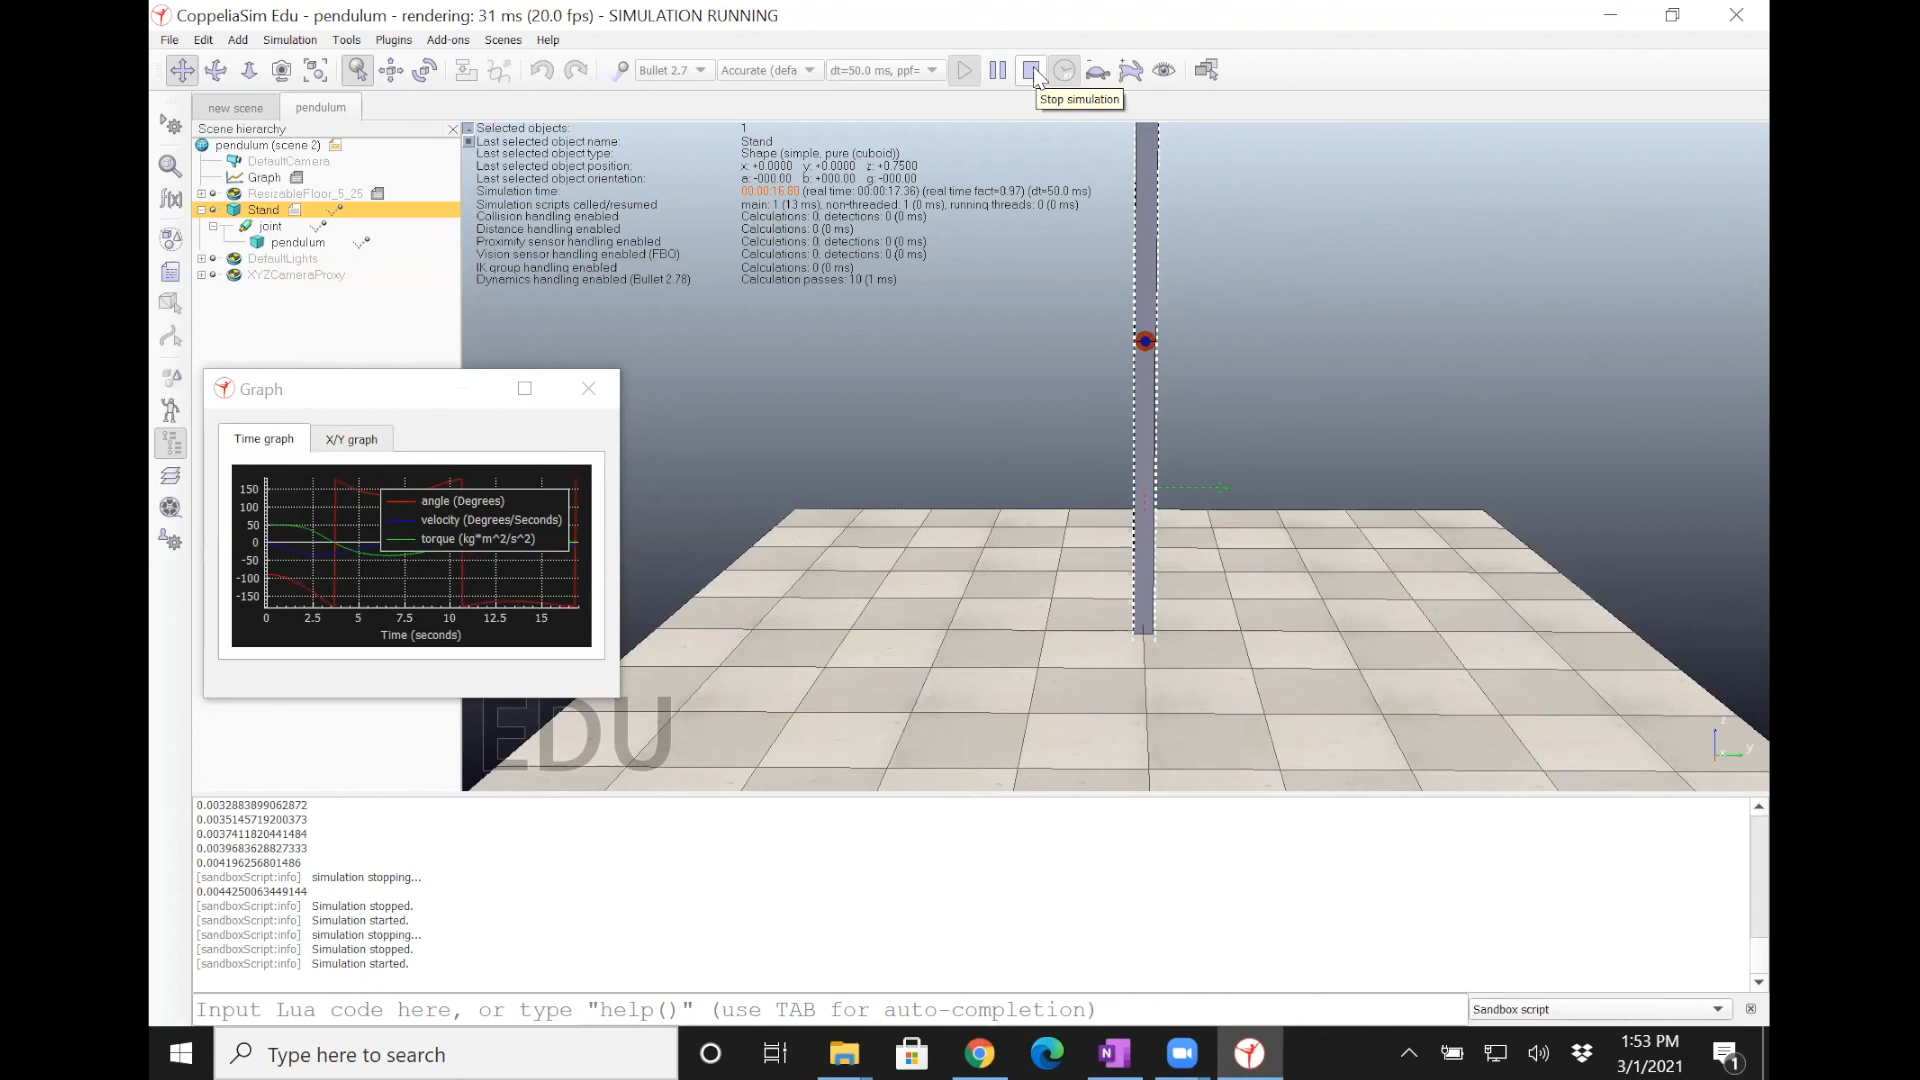 CoppeliaSim Edu - pendulum - rendering: 31 ms (20.0 fps) - SIMULATION RUNNING
File Edit Add Simulation Tools Plugins Add-ons Scenes Help
Bullet 2.7 Accurate (defa dt=50.0 ms, ppf=
Stop simulation
new scene pendulum
Scene hierarchy
pendulum (scene 2)
DefaultCamera
Graph
ResizableFloor_5_25
Stand
joint
pendulum
DefaultLights
XYZCameraProxy
Selected objects: 1
Last selected object name: Stand
Last selected object type: Shape (simple, pure (cuboid))
Last selected object position: x: +0.0000 y: +0.0000 z: +0.7500
Last selected object orientation: a: -000.00 b: +000.00 g: -000.00
Simulation time: 00:00:16.80 (real time: 00:00:17.36) (real time fact=0.97) (dt=50.0 ms)
Simulation scripts called/resumed main: 1 (13 ms), non-threaded: 1 (0 ms), running threads: 0 (0 ms)
Collision handling enabled Calculations: 0, detections: 0 (0 ms)
Distance handling enabled Calculations: 0 (0 ms)
Proximity sensor handling enabled Calculations: 0, detections: 0 (0 ms)
Vision sensor handling enabled (FBO) Calculations: 0, detections: 0 (0 ms)
IK group handling enabled Calculations: 0 (0 ms)
Dynamics handling enabled (Bullet 2.78) Calculation passes: 10 (1 ms)
Graph
Time graph X/Y graph
150
100
50
0
-50
-100
-150
angle (Degrees)
velocity (Degrees/Seconds)
torque (kg*m^2/s^2)
0 2.5 5 7.5 10 12.5 15
Time (seconds)
EDU
z
x y
0.0032883899062872
0.0035145719200373
0.0037411820441484
0.0039683628827333
0.004196256801486
[sandboxScript:info] simulation stopping...
0.0044250063449144
[sandboxScript:info] Simulation stopped.
[sandboxScript:info] Simulation started.
[sandboxScript:info] simulation stopping...
[sandboxScript:info] Simulation stopped.
[sandboxScript:info] Simulation started.
Input Lua code here, or type "help()" (use TAB for auto-completion)
Sandbox script
Type here to search
1:53 PM
3/1/2021
1